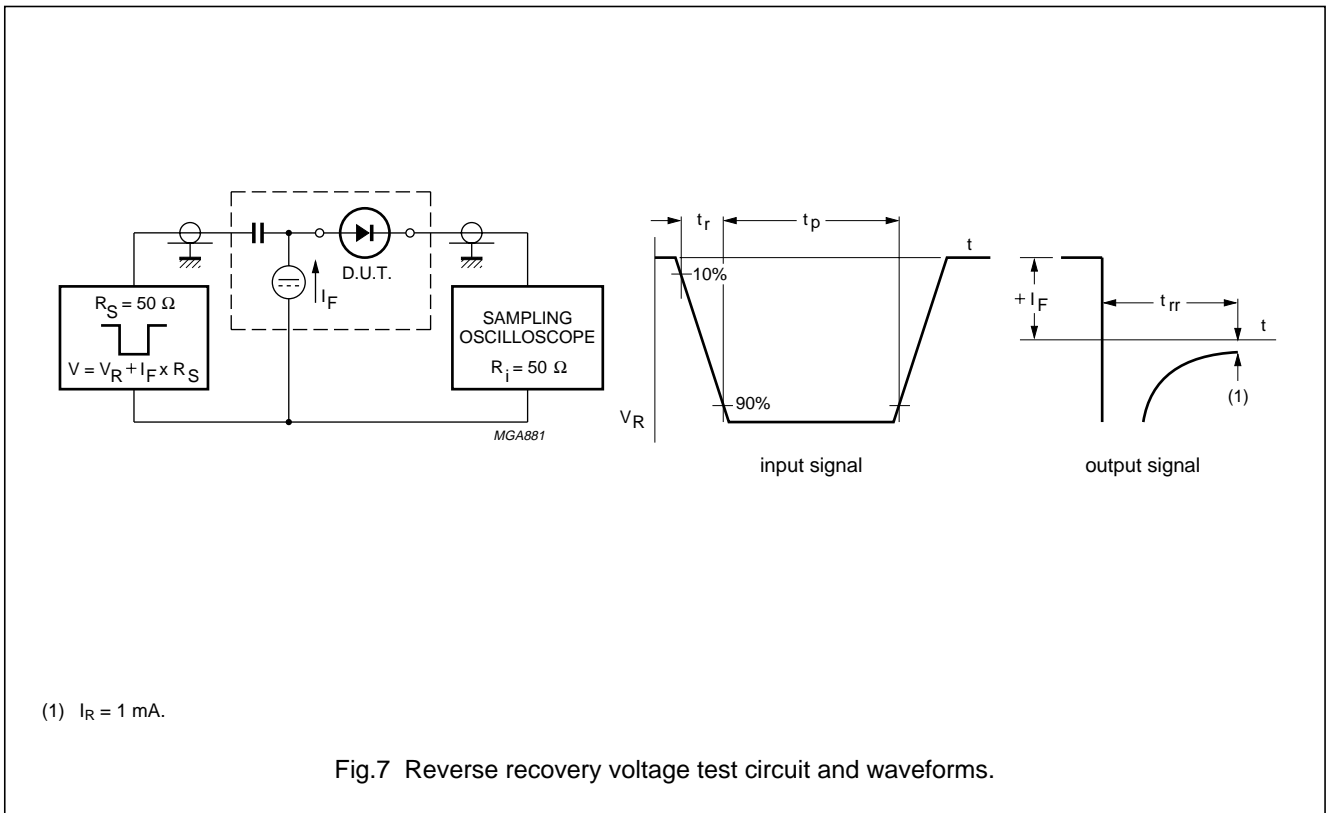 R_S = 50 Ω
V = V_R + I_F x R_S
I_F
D.U.T.
SAMPLING
OSCILLOSCOPE
R_i = 50 Ω
MGA881
t_r
t_p
t
10%
90%
V_R
input signal
+ I_F
t_rr
t
(1)
output signal
(1) I_R = 1 mA.
Fig.7 Reverse recovery voltage test circuit and waveforms.